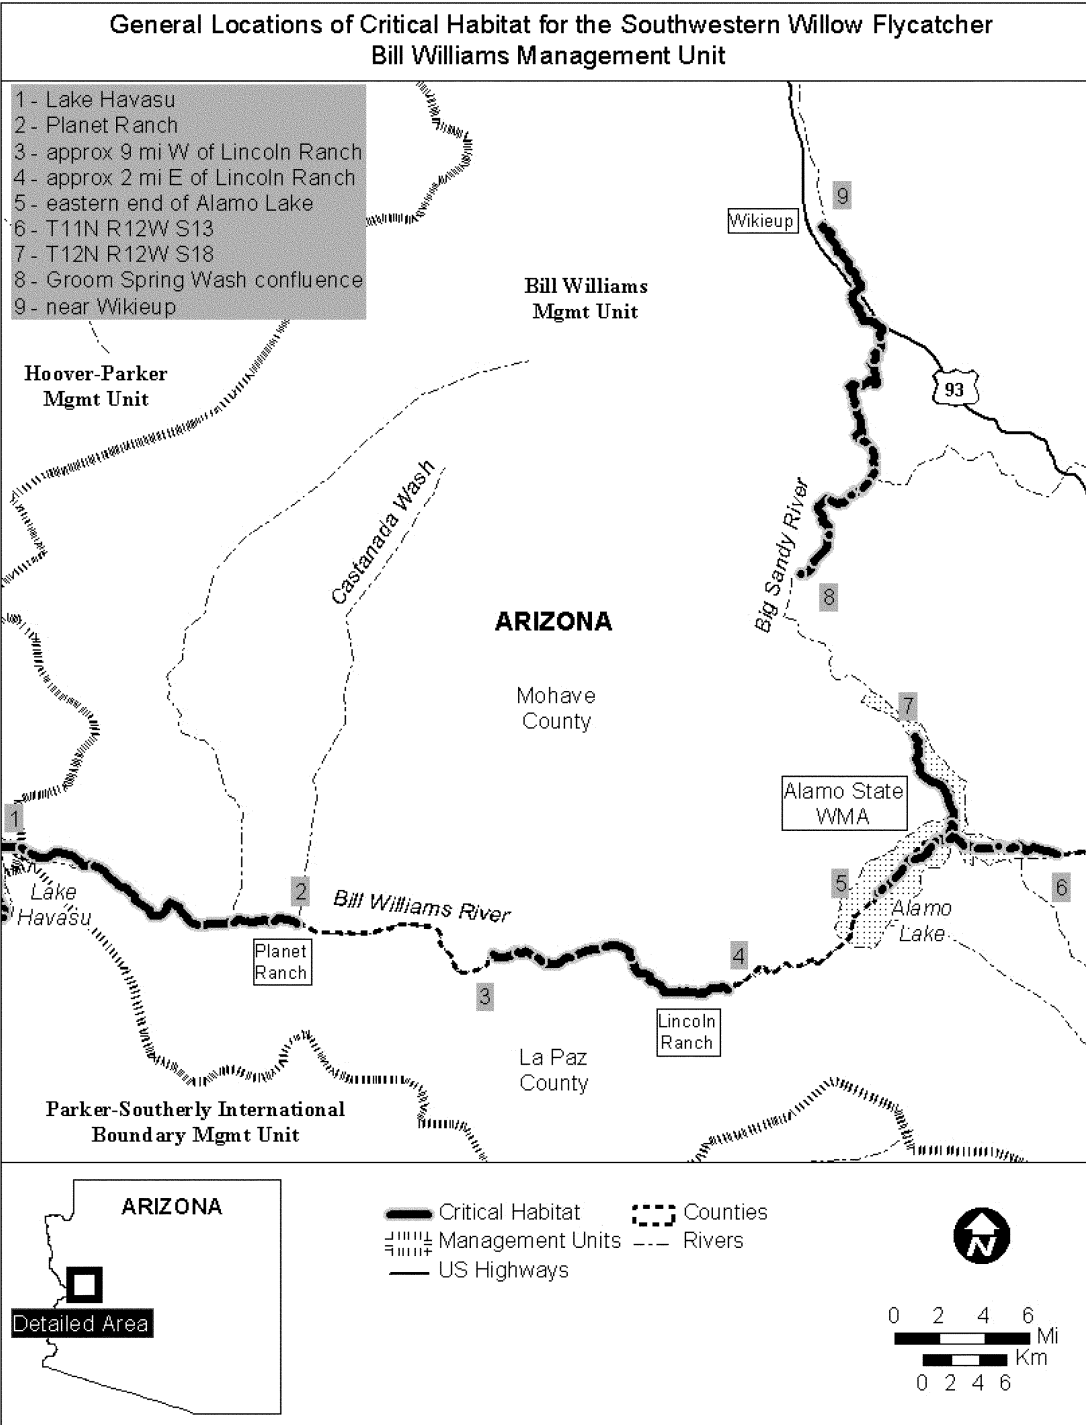 General Locations of Critical Habitat for the Southwestern Willow Flycatcher
Bill Williams Management Unit
1 - Lake Havasu
2 - Planet Ranch
3 - approx 9 mi W of Lincoln Ranch
4 - approx 2 mi E of Lincoln Ranch
5 - eastern end of Alamo Lake
6 - T11N R12W S13
7 - T12N R12W S18
8 - Groom Spring Wash confluence
9 - near Wikieup
9
Wikieup
Bill Williams
Mgmt Unit
Hoover-Parker
Mgmt Unit
93
Castanada Wash
Big Sandy River
8
ARIZONA
Mohave
County
7
Alamo State
WMA
1
5
6
Lake
Havasu
2
Bill Williams River
Alamo
Lake
Planet
Ranch
4
3
Lincoln
Ranch
La Paz
County
Parker-Southerly International
Boundary Mgmt Unit
ARIZONA
Detailed Area
Critical Habitat
Counties
Management Units
Rivers
US Highways
N
0 2 4 6
Mi
Km
0 2 4 6